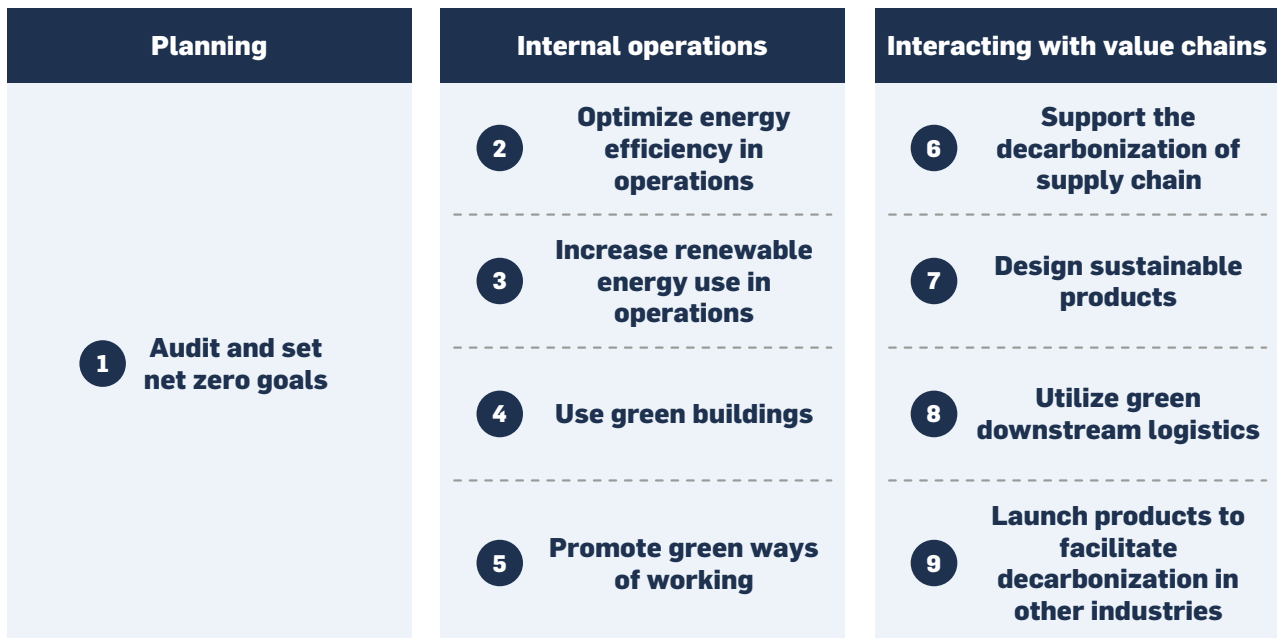 Planning
1
Audit and set
net zero goals
Internal operations
2
Optimize energy
efficiency in
operations
3
Increase renewable
energy use in
operations
4
Use green buildings
5
Promote green ways
of working
Interacting with value chains
6
Support the
decarbonization of
supply chain
7
Design sustainable
products
8
Utilize green
downstream logistics
9
Launch products to
facilitate
decarbonization in
other industries